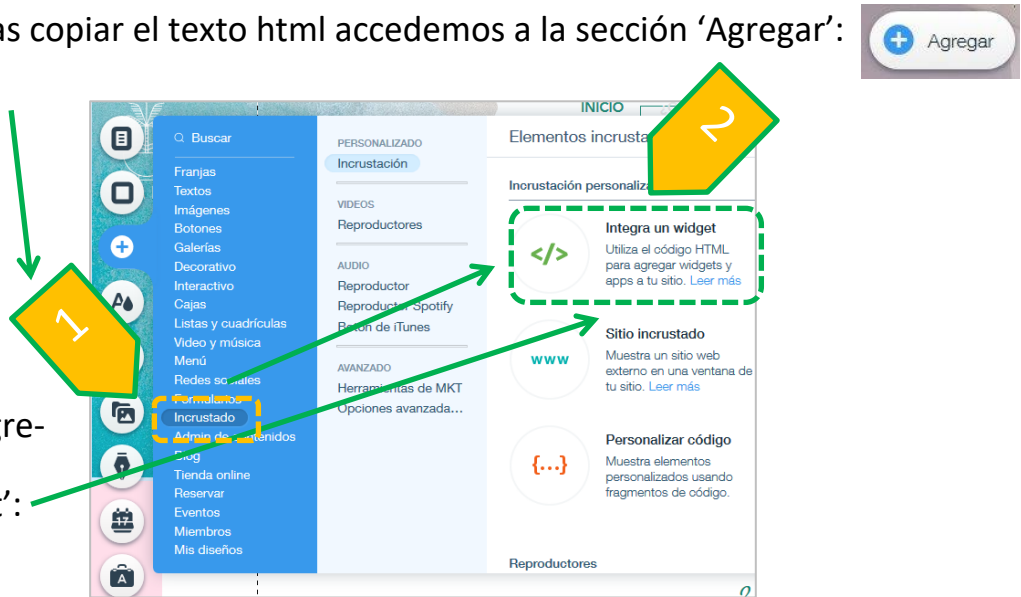 as copiar el texto html accedemos a la sección ‘Agregar’:
Agregar
INICIO
2
Buscar
Franjas
Textos
Imágenes
Botones
Galerías
Decorativo
Interactivo
Cajas
Listas y cuadrículas
Video y música
Menú
Redes sociales
Formularios
Incrustado
Admin de contenidos
Blog
Tienda online
Reservar
Eventos
Miembros
Mis diseños
1
gre-
t’:
PERSONALIZADO
Incrustación
VIDEOS
Reproductores
AUDIO
Reproductor
Reproductor Spotify
Botón de iTunes
AVANZADO
Herramientas de MKT
Opciones avanzada...
Elementos incrusta
Incrustación personaliz
</>
Integra un widget
Utiliza el código HTML
para agregar widgets y
apps a tu sitio. Leer más
www
Sitio incrustado
Muestra un sitio web
externo en una ventana de
tu sitio. Leer más
{...}
Personalizar código
Muestra elementos
personalizados usando
fragmentos de código.
Reproductores
A
A